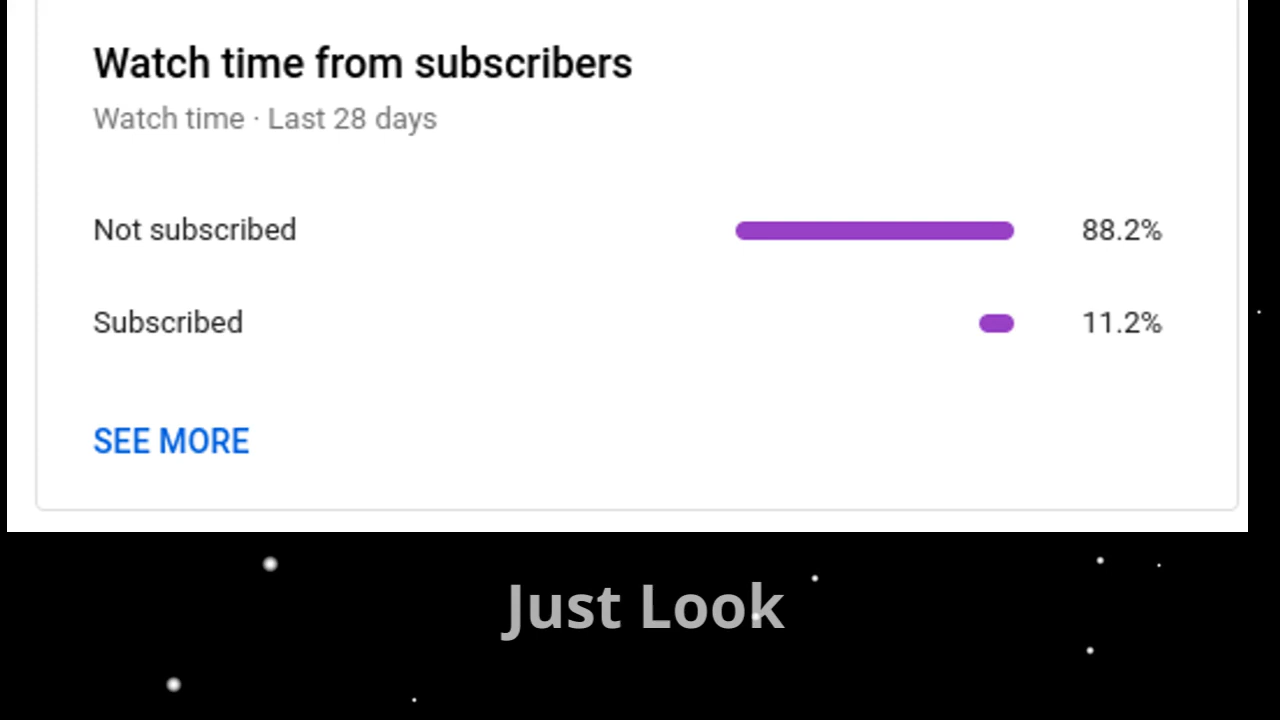 Watch time from subscribers
Watch time · Last 28 days
Not subscribed 88.2%
Subscribed 11.2%
SEE MORE
Just Look